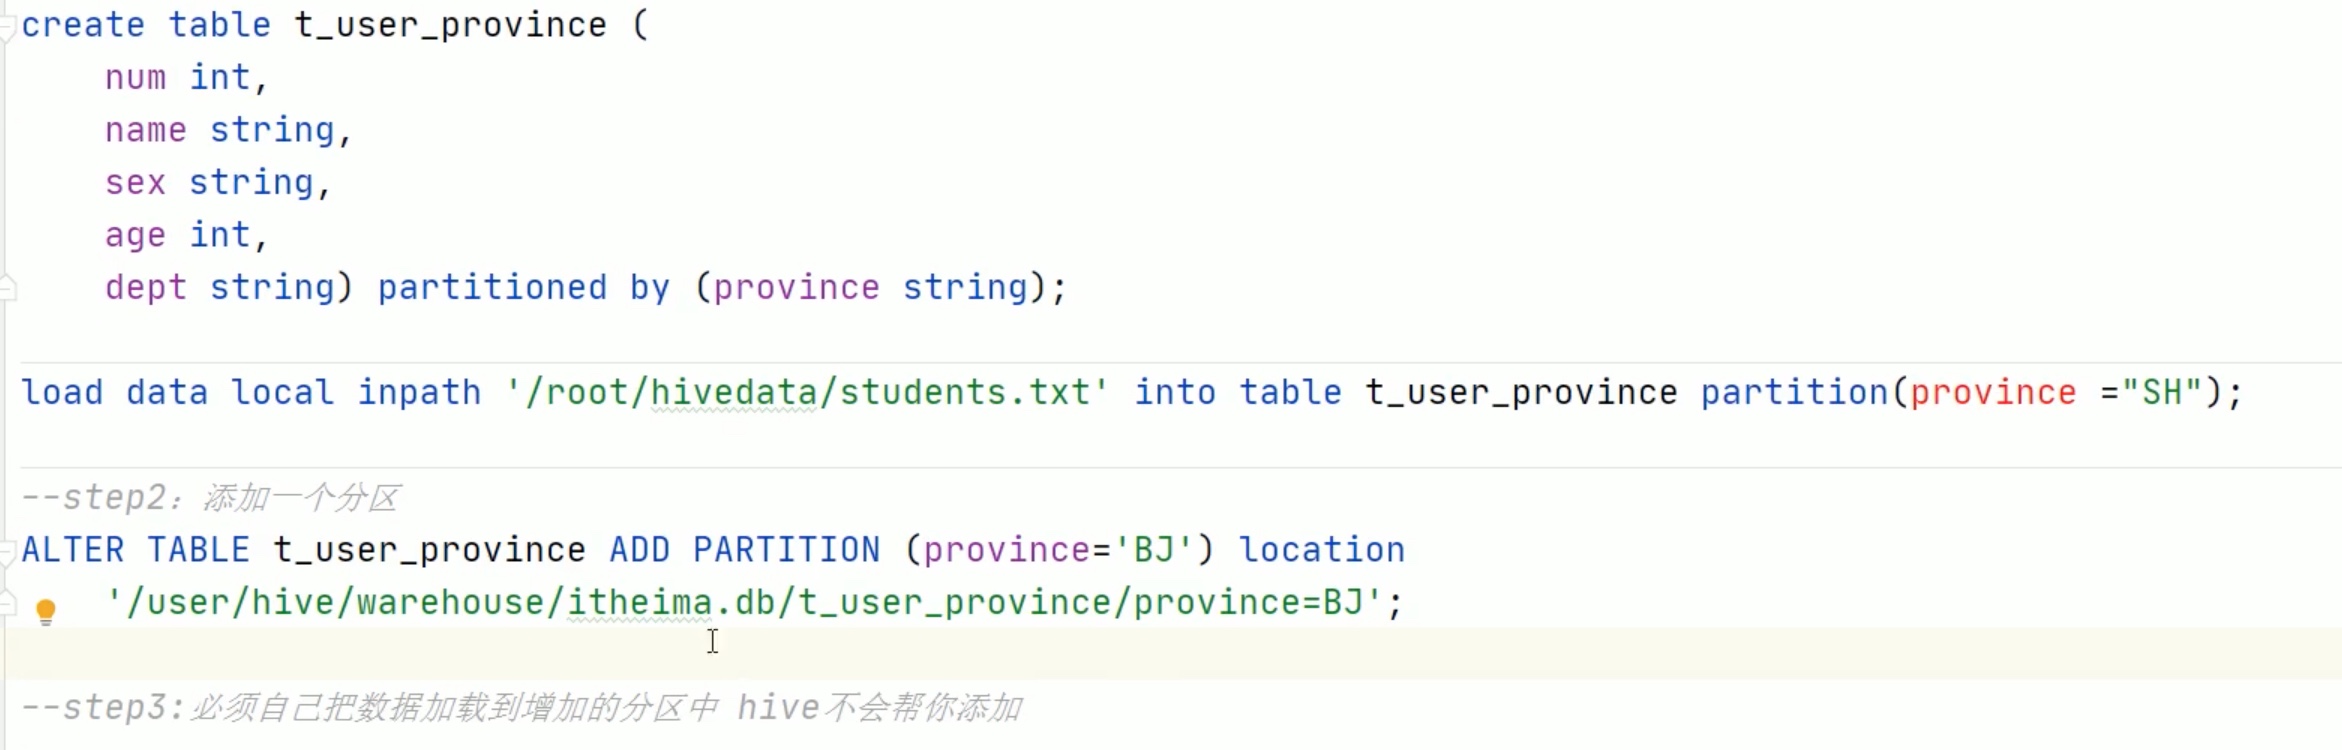 create table t_user_province (
    num int,
    name string,
    sex string,
    age int,
    dept string) partitioned by (province string);
load data local inpath '/root/hivedata/students.txt' into table t_user_province partition(province ="SH");
--step2：添加一个分区
ALTER TABLE t_user_province ADD PARTITION (province='BJ') location
    '/user/hive/warehouse/itheima.db/t_user_province/province=BJ';
--step3:必须自己把数据加载到增加的分区中 hive不会帮你添加